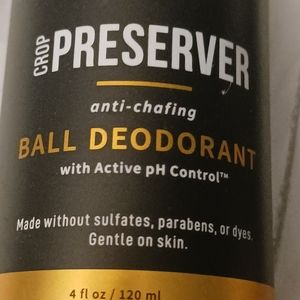 CROP PRESERVER
anti-chafing
BALL DEODORANT
with Active pH Control™
Made without sulfates, parabens, or dyes.
Gentle on skin.
4 fl oz / 120 ml